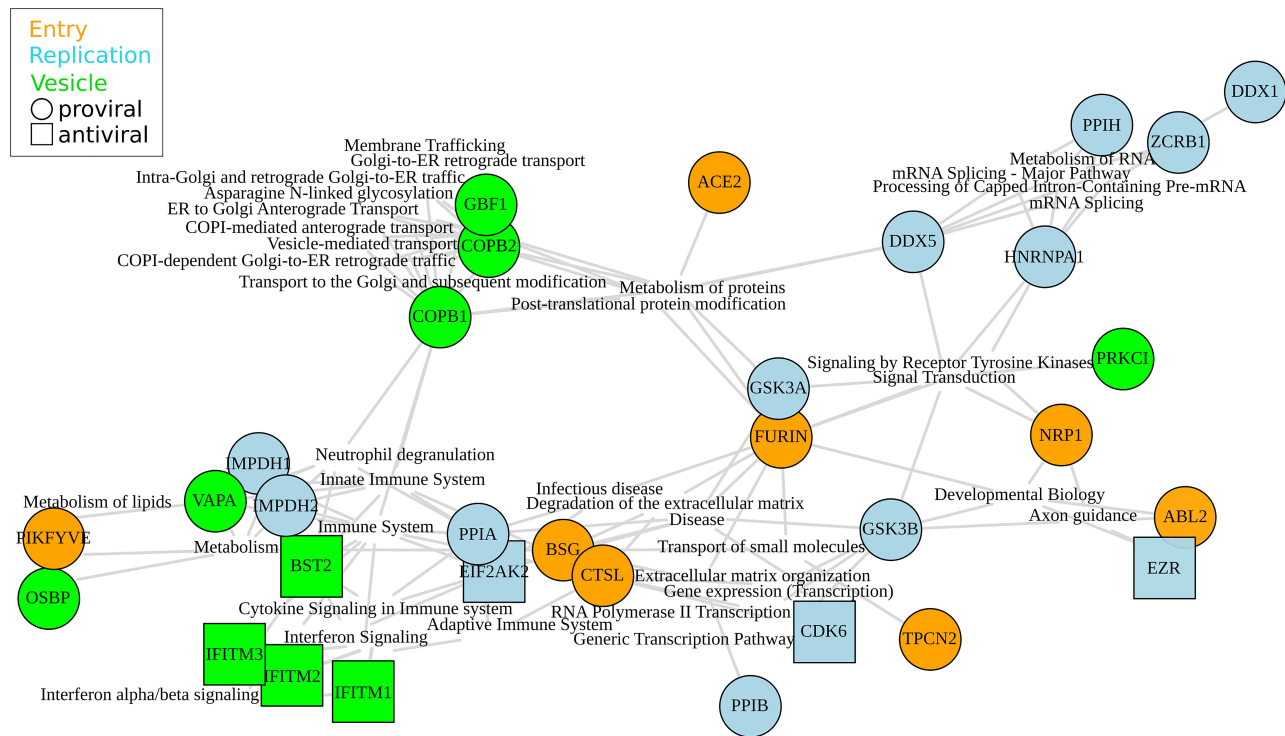 Entry
Replication
Vesicle
proviral
antiviral
DDX1
PPIH
ZCRB1
Membrane Trafficking
Golgi-to-ER retrograde transport
Metabolism of RNA
mRNA Splicing - Major Pathway
Intra-Golgi and retrograde Golgi-to-ER traffic
ACE2
Processing of Capped Intron-Containing Pre-mRNA
Asparagine N-linked glycosylation
GBF1
mRNA Splicing
ER to Golgi Anterograde Transport
COPI-mediated anterograde transport
DDX5
Vesicle-mediated transport
COPB2
HNRNPA1
COPI-dependent Golgi-to-ER retrograde traffic
Transport to the Golgi and subsequent modification
Metabolism of proteins
Post-translational protein modification
COPB1
Signaling by Receptor Tyrosine Kinases
PRKCI
Signal Transduction
GSK3A
FURIN
NRP1
Neutrophil degranulation
IMPDH1
Innate Immune System
Infectious disease
Developmental Biology
Metabolism of lipids
VAPA
IMPDH2
Degradation of the extracellular matrix
Axon guidance
ABL2
Disease
Immune System
PPIA
GSK3B
PIKFYVE
Metabolism
BSG
Transport of small molecules
BST2
EIF2AK2
CTSL
Extracellular matrix organization
EZR
Gene expression (Transcription)
OSBP
Cytokine Signaling in Immune system
RNA Polymerase II Transcription
Adaptive Immune System
CDK6
Interferon Signaling
Generic Transcription Pathway
TPCN2
IFITM3
IFITM2
Interferon alpha/beta signaling
IFITM1
PPIB